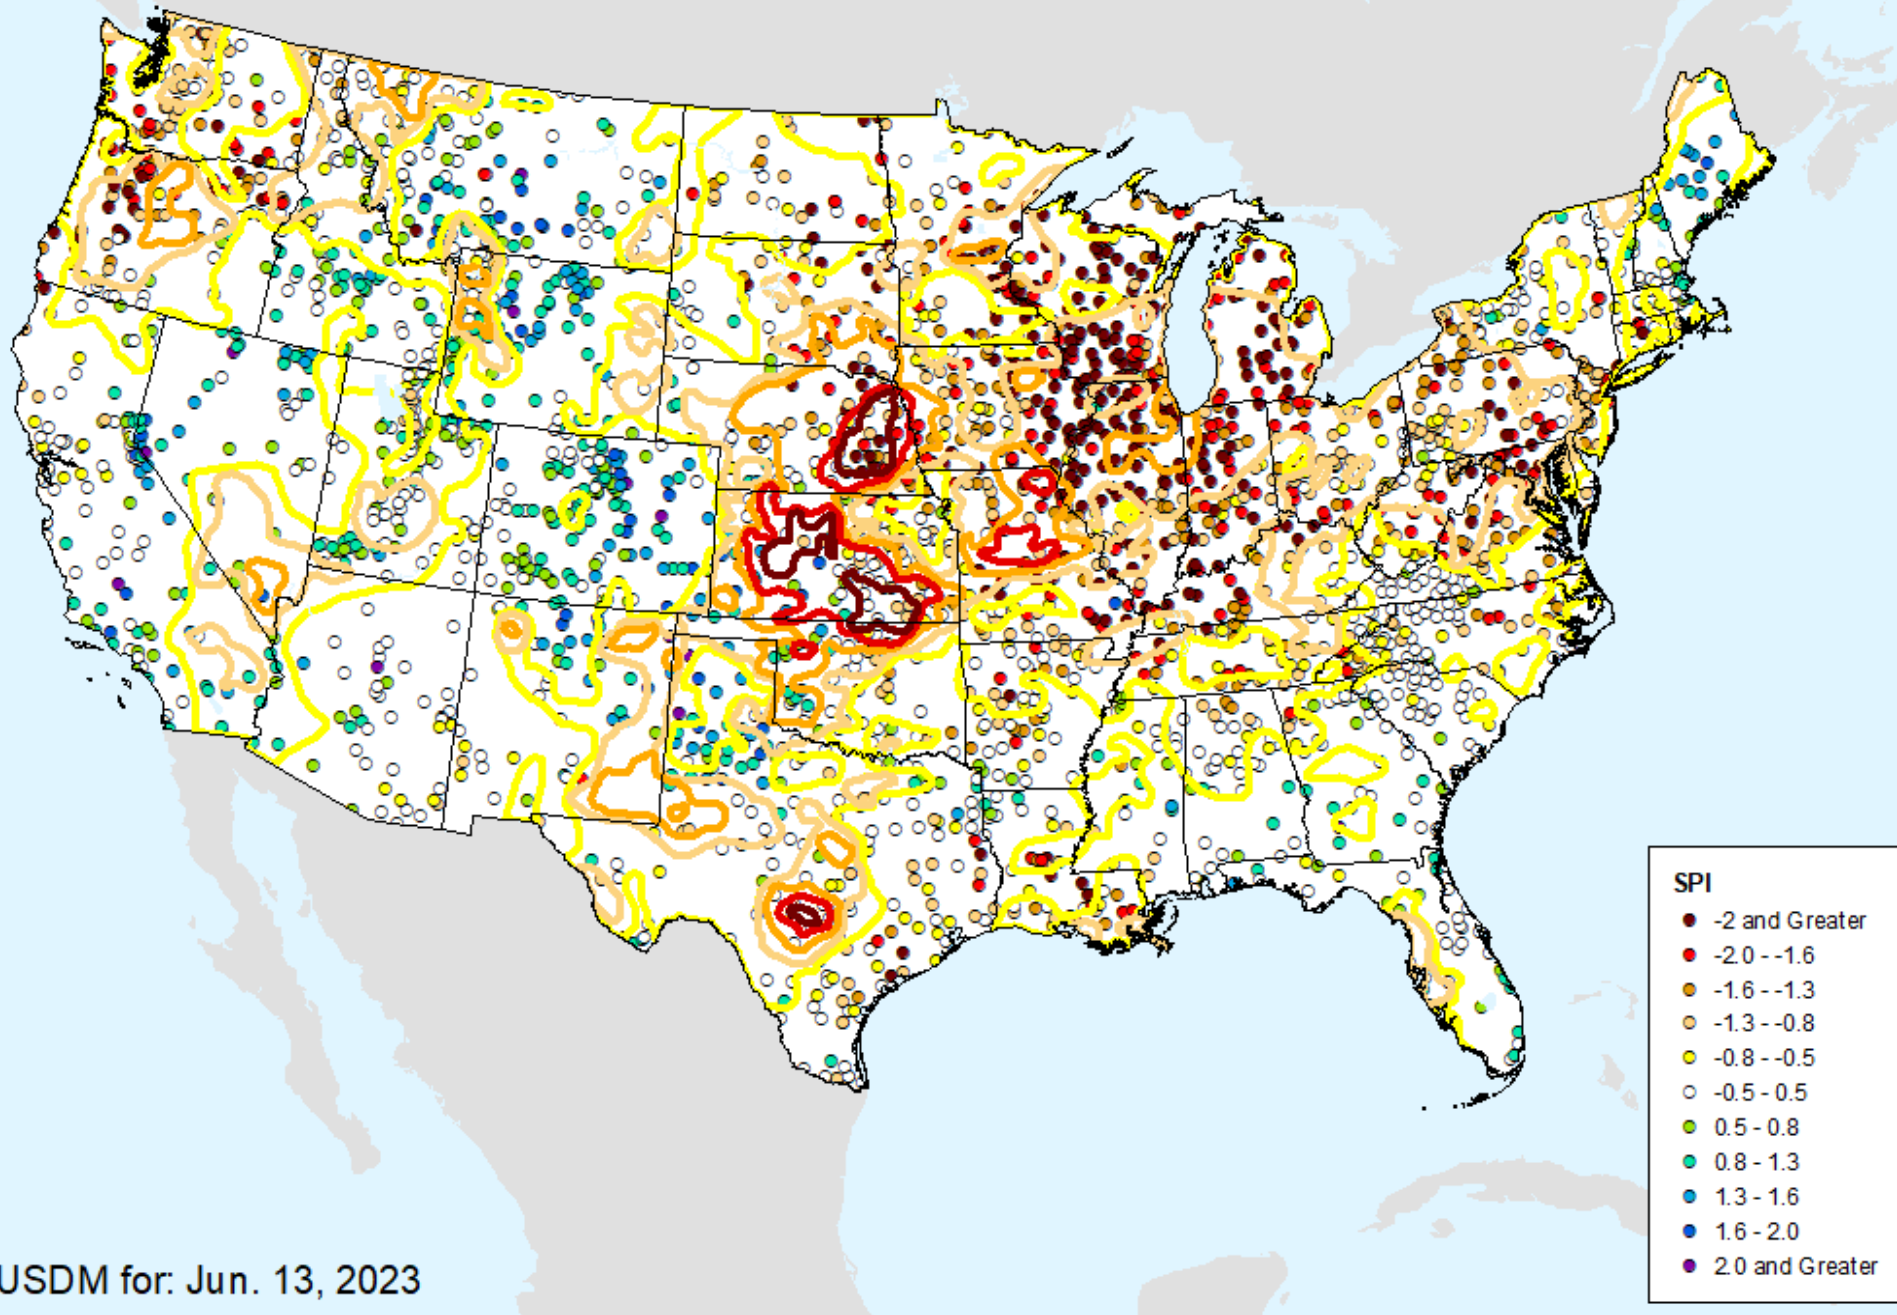 SPI
-2 and Greater
-2.0 - -1.6
-1.6 - -1.3
-1.3 - -0.8
-0.8 - -0.5
-0.5 - 0.5
0.5 - 0.8
0.8 - 1.3
1.3 - 1.6
1.6 - 2.0
2.0 and Greater
USDM for: Jun. 13, 2023